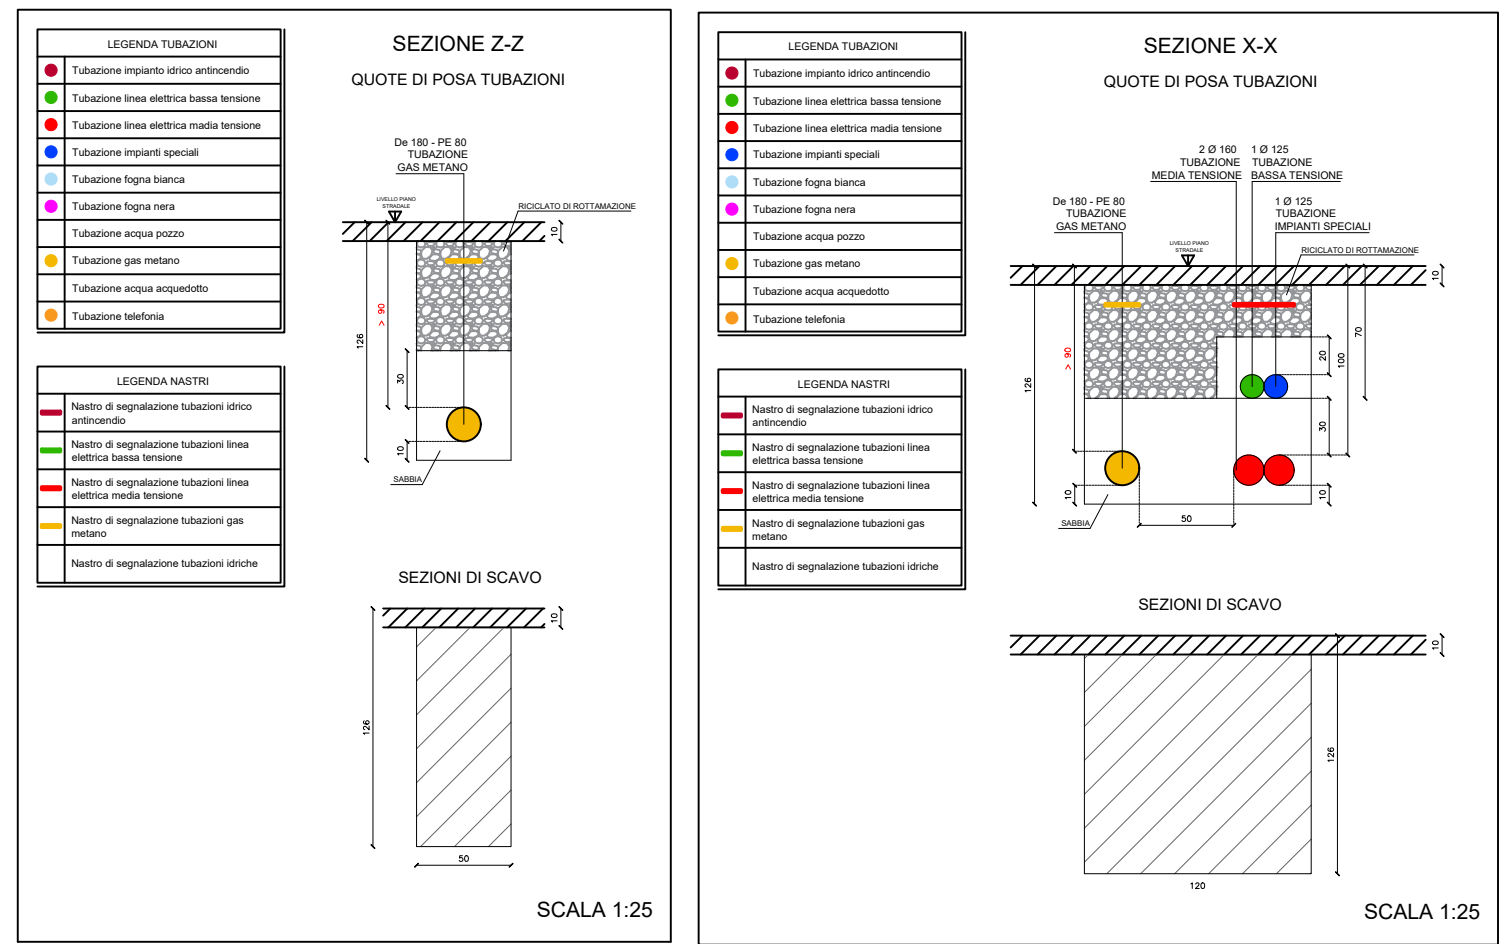 LEGENDA TUBAZIONI
Tubazione impianto idrico antincendio
Tubazione linea elettrica bassa tensione
Tubazione linea elettrica madia tensione
Tubazione impianti speciali
Tubazione fogna bianca
Tubazione fogna nera
Tubazione acqua pozzo
Tubazione gas metano
Tubazione acqua acquedotto
Tubazione telefonia
LEGENDA NASTRI
Nastro di segnalazione tubazioni idrico
antincendio
Nastro di segnalazione tubazioni linea
elettrica bassa tensione
Nastro di segnalazione tubazioni linea
elettrica media tensione
Nastro di segnalazione tubazioni gas
metano
Nastro di segnalazione tubazioni idriche
SEZIONE Z-Z
QUOTE DI POSA TUBAZIONI
De 180 - PE 80
TUBAZIONE
GAS METANO
LIVELLO PIANO
STRADALE
RICICLATO DI ROTTAMAZIONE
10
> 90
126
30
10
SABBIA
SEZIONI DI SCAVO
10
126
50
SCALA 1:25
LEGENDA TUBAZIONI
Tubazione impianto idrico antincendio
Tubazione linea elettrica bassa tensione
Tubazione linea elettrica madia tensione
Tubazione impianti speciali
Tubazione fogna bianca
Tubazione fogna nera
Tubazione acqua pozzo
Tubazione gas metano
Tubazione acqua acquedotto
Tubazione telefonia
LEGENDA NASTRI
Nastro di segnalazione tubazioni idrico
antincendio
Nastro di segnalazione tubazioni linea
elettrica bassa tensione
Nastro di segnalazione tubazioni linea
elettrica media tensione
Nastro di segnalazione tubazioni gas
metano
Nastro di segnalazione tubazioni idriche
SEZIONE X-X
QUOTE DI POSA TUBAZIONI
2 Ø 160
TUBAZIONE
MEDIA TENSIONE
1 Ø 125
TUBAZIONE
BASSA TENSIONE
De 180 - PE 80
TUBAZIONE
GAS METANO
1 Ø 125
TUBAZIONE
IMPIANTI SPECIALI
LIVELLO PIANO
STRADALE
RICICLATO DI ROTTAMAZIONE
10
70
20
100
> 90
126
30
10
10
50
SABBIA
SEZIONI DI SCAVO
10
126
120
SCALA 1:25